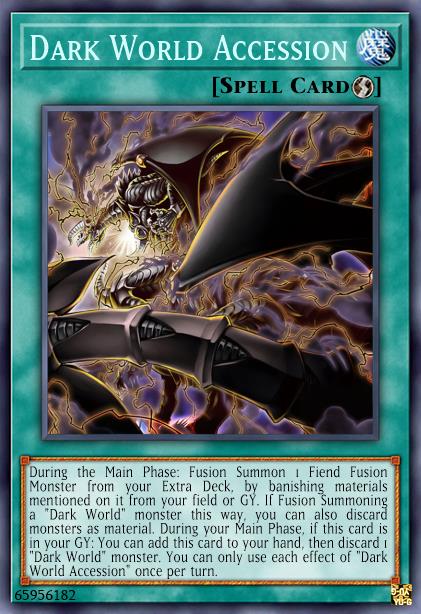 DARK WORLD ACCESSION
魔
[SPELL CARD]
During the Main Phase: Fusion Summon 1 Fiend Fusion
Monster from your Extra Deck, by banishing materials
mentioned on it from your field or GY. If Fusion Summoning
a "Dark World" monster this way, you can also discard
monsters as material. During your Main Phase, if this card is
in your GY: You can add this card to your hand, then discard 1
"Dark World" monster. You can only use each effect of "Dark
World Accession" once per turn.
65956182